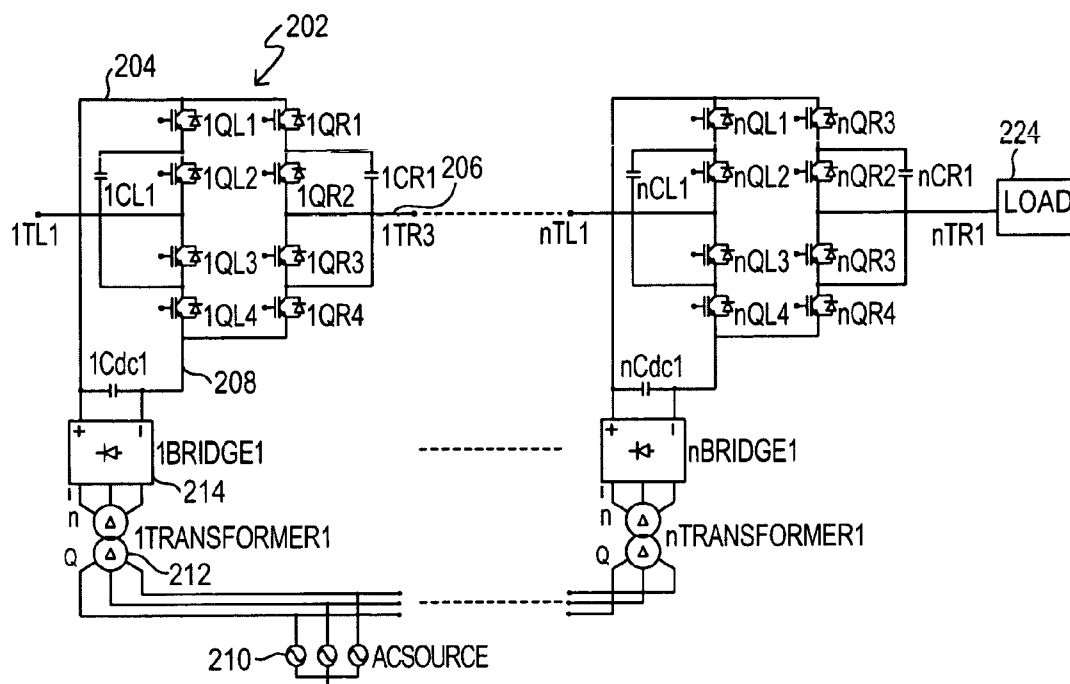 202
204
1QL1
1QR1
nQL1
nQR3
224
1CL1
1QL2
1QR2
1CR1
206
nCL1
nQL2
nQR2
nCR1
LOAD
1TL1
1TR3
nTL1
nTR1
1QL3
1QR3
nQL3
nQR3
1QL4
1QR4
nQL4
nQR4
1Cdc1
208
nCdc1
+
-
1BRIDGE1
+
-
nBRIDGE1
214
n
Δ
1TRANSFORMER1
n
Δ
nTRANSFORMER1
Q
Δ
212
Q
Δ
210
ACSOURCE